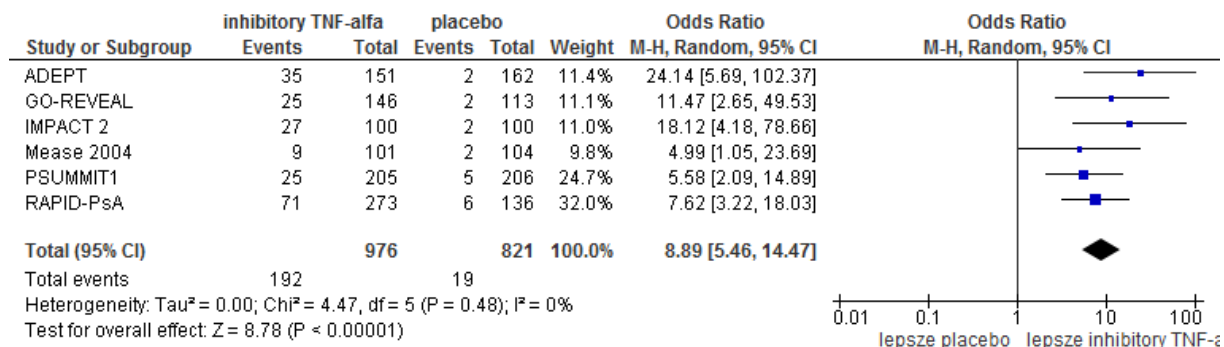 inhibitory TNF-alfa placebo Odds Ratio Odds Ratio
Study or Subgroup Events Total Events Total Weight M-H, Random, 95% CI M-H, Random, 95% CI
ADEPT 35 151 2 162 11.4% 24.14 [5.69, 102.37]
GO-REVEAL 25 146 2 113 11.1% 11.47 [2.65, 49.53]
IMPACT 2 27 100 2 100 11.0% 18.12 [4.18, 78.66]
Mease 2004 9 101 2 104 9.8% 4.99 [1.05, 23.69]
PSUMMIT1 25 205 5 206 24.7% 5.58 [2.09, 14.89]
RAPID-PsA 71 273 6 136 32.0% 7.62 [3.22, 18.03]
Total (95% CI) 976 821 100.0% 8.89 [5.46, 14.47]
Total events 192 19
Heterogeneity: Tau² = 0.00; Chi² = 4.47, df = 5 (P = 0.48); I² = 0%
Test for overall effect: Z = 8.78 (P < 0.00001)
0.01 0.1 1 10 100
lepsze placebo lepsze inhibitory TNF-a